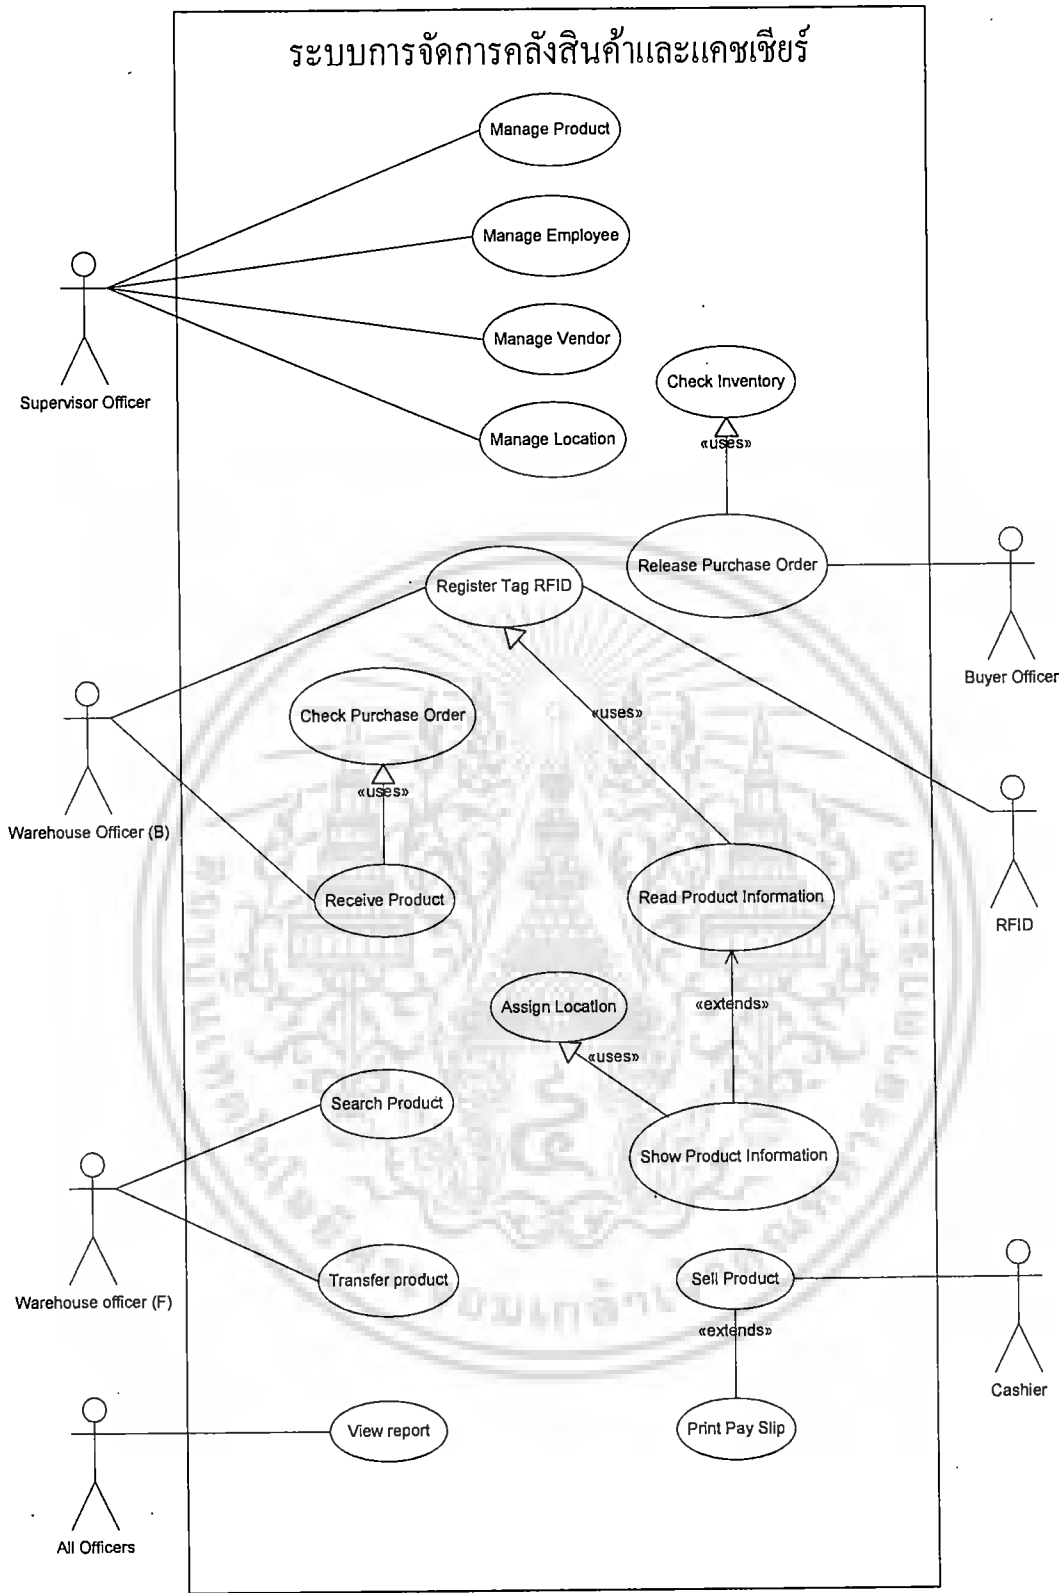 ระบบการจัดการคลังสินค้าและแคชเชียร์
Manage Product
Manage Employee
Manage Vendor
Check Inventory
Supervisor Officer
Manage Location
«uses»
Release Purchase Order
Register Tag RFID
Buyer Officer
Check Purchase Order
«uses»
«uses»
Warehouse Officer (B)
Receive Product
Read Product Information
RFID
Assign Location
«extends»
«uses»
Search Product
Show Product Information
Transfer product
Sell Product
Warehouse officer (F)
«extends»
Cashier
View report
Print Pay Slip
All Officers